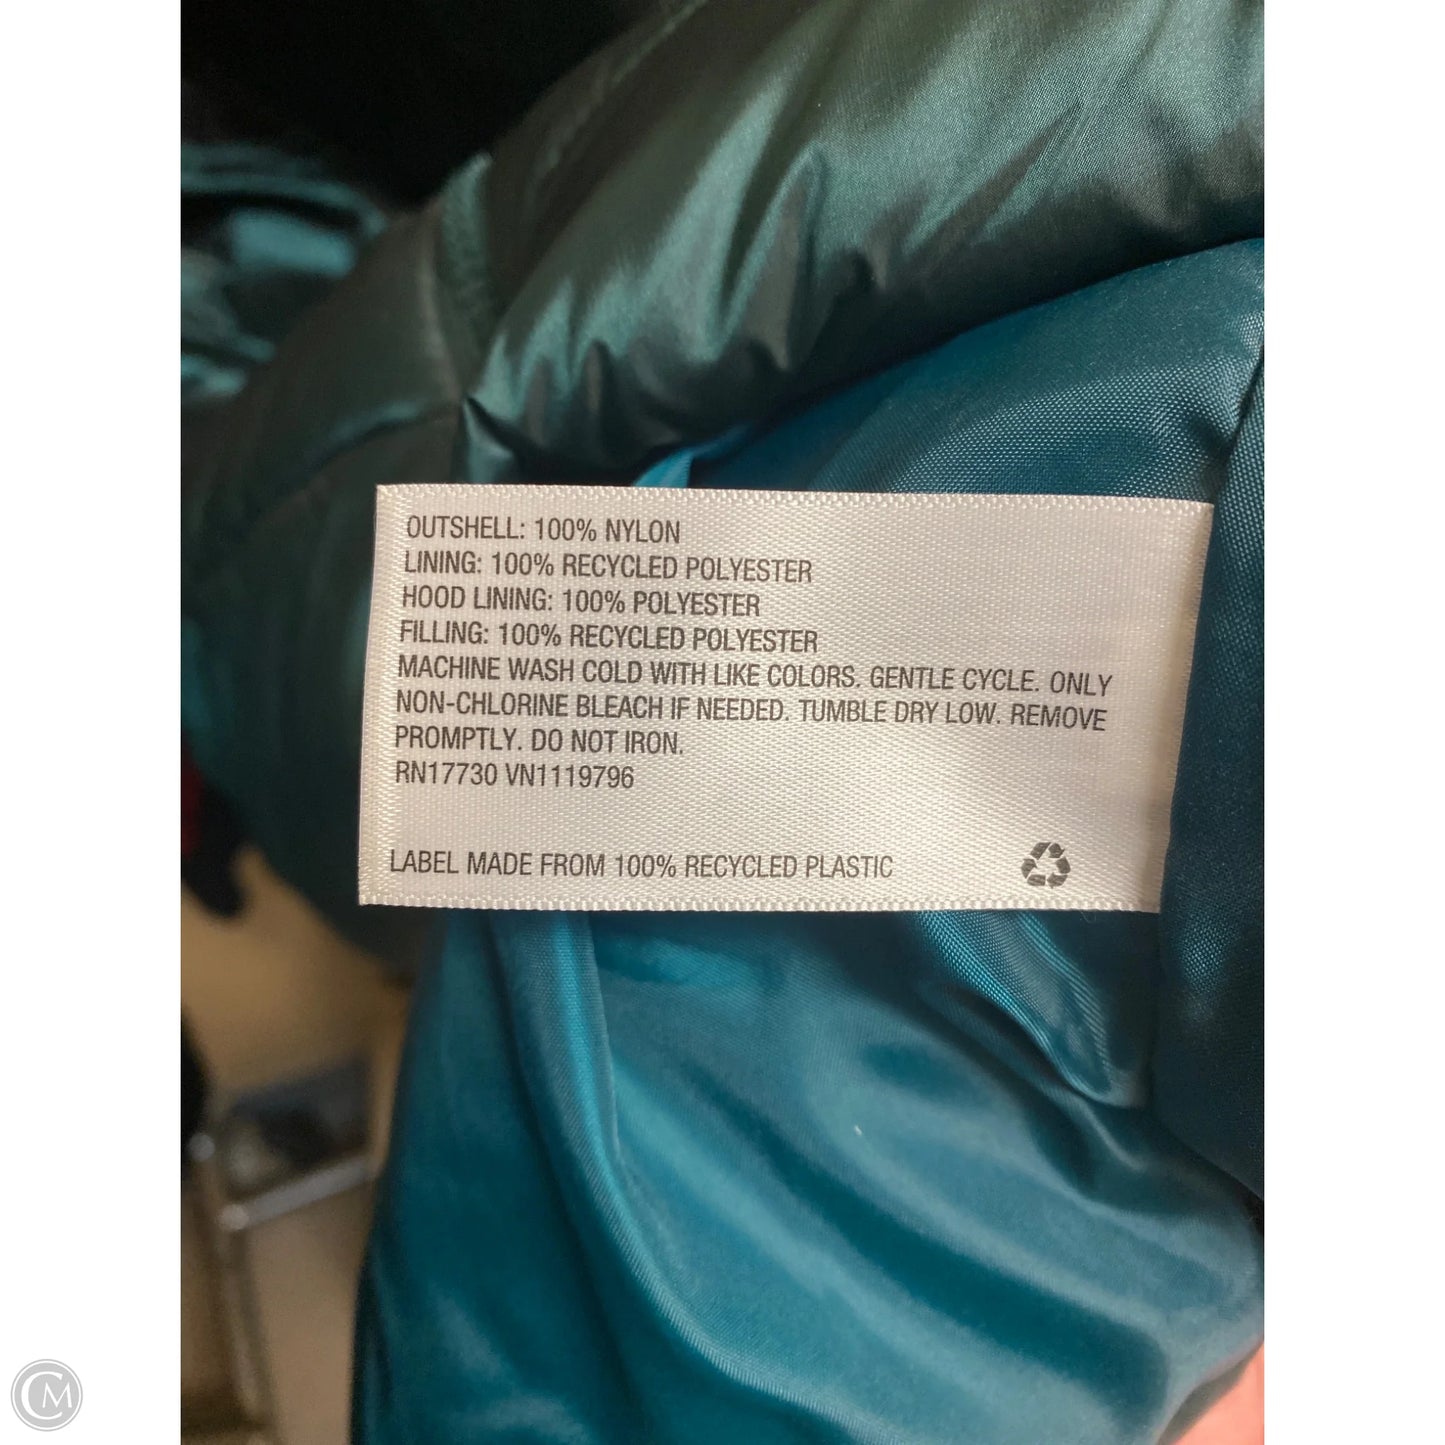 OUTSHELL: 100% NYLON
LINING: 100% RECYCLED POLYESTER
HOOD LINING: 100% POLYESTER
FILLING: 100% RECYCLED POLYESTER
MACHINE WASH COLD WITH LIKE COLORS. GENTLE CYCLE. ONLY
NON-CHLORINE BLEACH IF NEEDED. TUMBLE DRY LOW. REMOVE
PROMPTLY. DO NOT IRON.
RN17730 VN1119796
LABEL MADE FROM 100% RECYCLED PLASTIC
CM